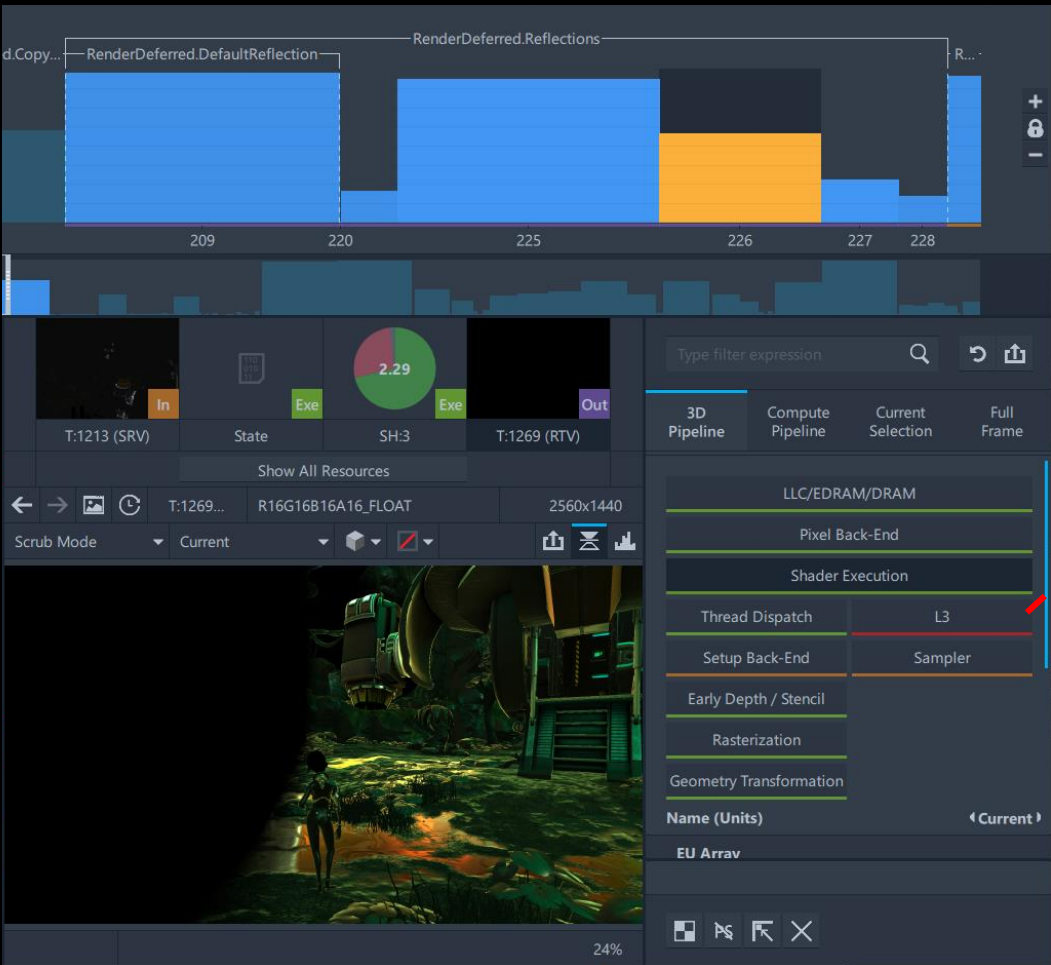 RenderDeferred.Reflections
d.Copy... RenderDeferred.DefaultReflection R...
209 220 225 226 227 228
2.29
In Exe Exe Out
T:1213 (SRV) State SH:3 T:1269 (RTV)
Show All Resources
T:1269... R16G16B16A16_FLOAT 2560x1440
Scrub Mode Current
24%
Type filter expression
3D Pipeline Compute Pipeline Current Selection Full Frame
LLC/EDRAM/DRAM
Pixel Back-End
Shader Execution
Thread Dispatch L3
Setup Back-End Sampler
Early Depth / Stencil
Rasterization
Geometry Transformation
Name (Units) Current
EU Array
PS